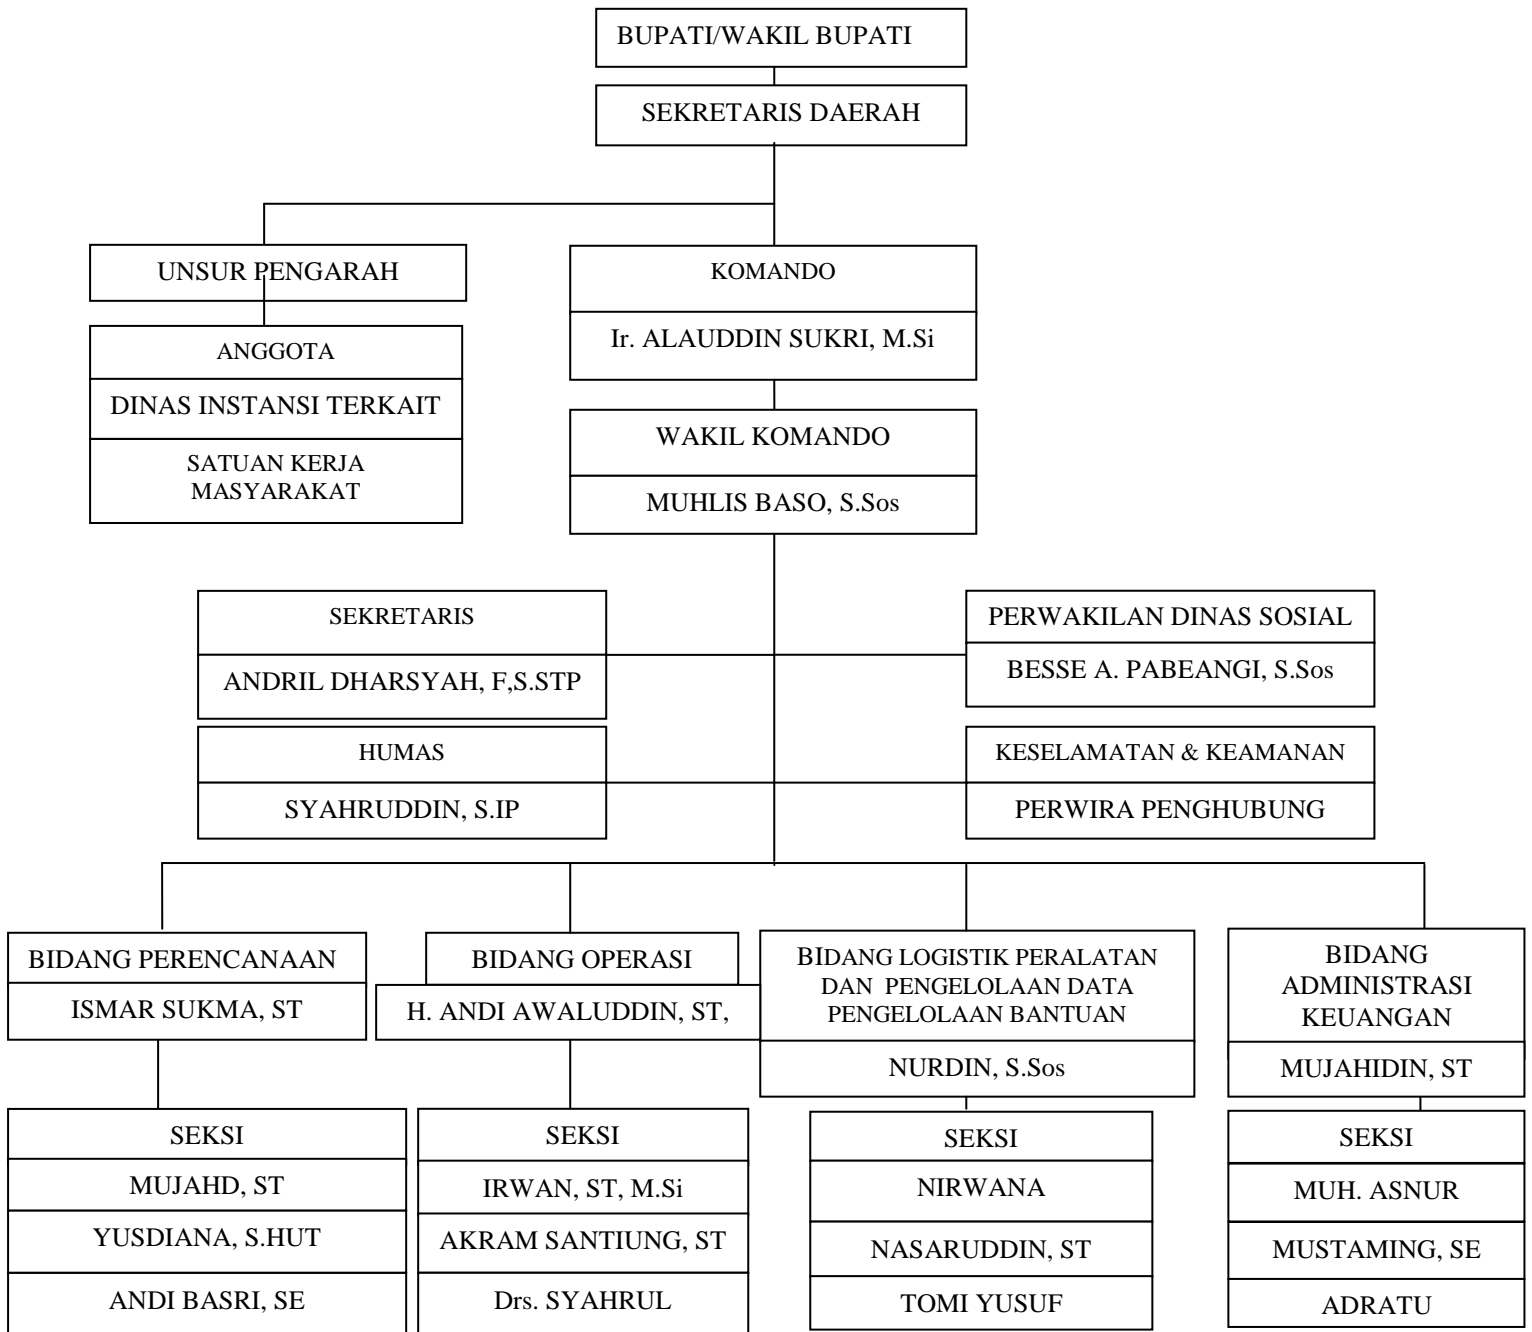 BUPATI/WAKIL BUPATI
SEKRETARIS DAERAH
UNSUR PENGARAH
ANGGOTA
DINAS INSTANSI TERKAIT
SATUAN KERJA
MASYARAKAT
KOMANDO
Ir. ALAUDDIN SUKRI, M.Si
WAKIL KOMANDO
MUHLIS BASO, S.Sos
SEKRETARIS
ANDRIL DHARSYAH, F,S.STP
PERWAKILAN DINAS SOSIAL
BESSE A. PABEANGI, S.Sos
HUMAS
SYAHRUDDIN, S.IP
KESELAMATAN & KEAMANAN
PERWIRA PENGHUBUNG
BIDANG PERENCANAAN
ISMAR SUKMA, ST
SEKSI
MUJAHD, ST
YUSDIANA, S.HUT
ANDI BASRI, SE
BIDANG OPERASI
H. ANDI AWALUDDIN, ST,
SEKSI
IRWAN, ST, M.Si
AKRAM SANTIUNG, ST
Drs. SYAHRUL
BIDANG LOGISTIK PERALATAN
DAN PENGELOLAAN DATA
PENGELOLAAN BANTUAN
NURDIN, S.Sos
SEKSI
NIRWANA
NASARUDDIN, ST
TOMI YUSUF
BIDANG
ADMINISTRASI
KEUANGAN
MUJAHIDIN, ST
SEKSI
MUH. ASNUR
MUSTAMING, SE
ADRATU